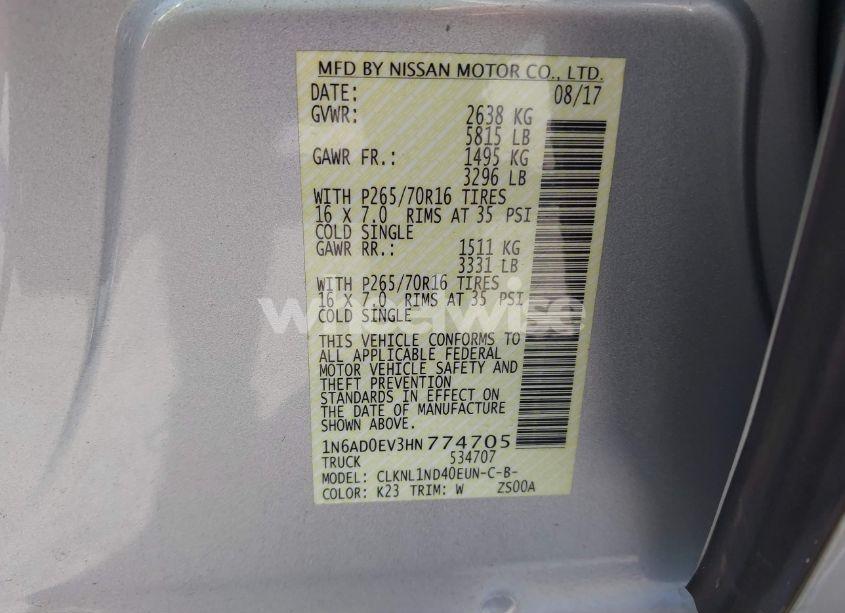 MFD BY NISSAN MOTOR CO., LTD.
DATE: 08/17
GVWR: 2638 KG
5815 LB
GAWR FR.: 1495 KG
3296 LB
WITH P265/70R16 TIRES
16 X 7.0 RIMS AT 35 PSI
COLD SINGLE
GAWR RR.: 1511 KG
3331 LB
WITH P265/70R16 TIRES
16 X 7.0 RIMS AT 35 PSI
COLD SINGLE
THIS VEHICLE CONFORMS TO
ALL APPLICABLE FEDERAL
MOTOR VEHICLE SAFETY AND
THEFT PREVENTION
STANDARDS IN EFFECT ON
THE DATE OF MANUFACTURE
SHOWN ABOVE.
1N6AD0EV3HN774705
TRUCK 534707
MODEL: CLKNL1ND40EUN-C-B-
COLOR: K23 TRIM: W ZS00A
wheelwise